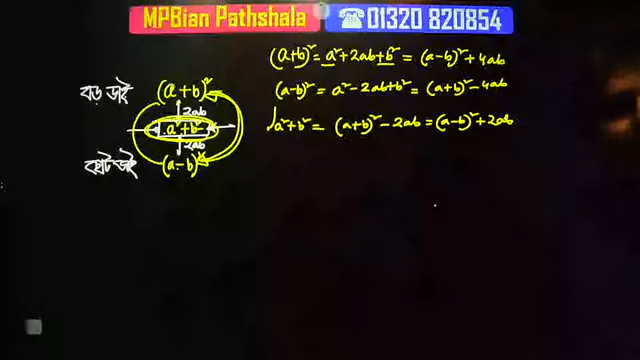 MPBian Pathshala ☎01320 820854
(a+b)² = a²+2ab+b² = (a-b)²+4ab
(a-b)² = a²-2ab+b² = (a+b)²-4ab
a²+b² = (a+b)²-2ab = (a-b)²+2ab
বড় ভাই (a+b)²
2ab
a²+b²
2ab
ছোট ভাই (a-b)²